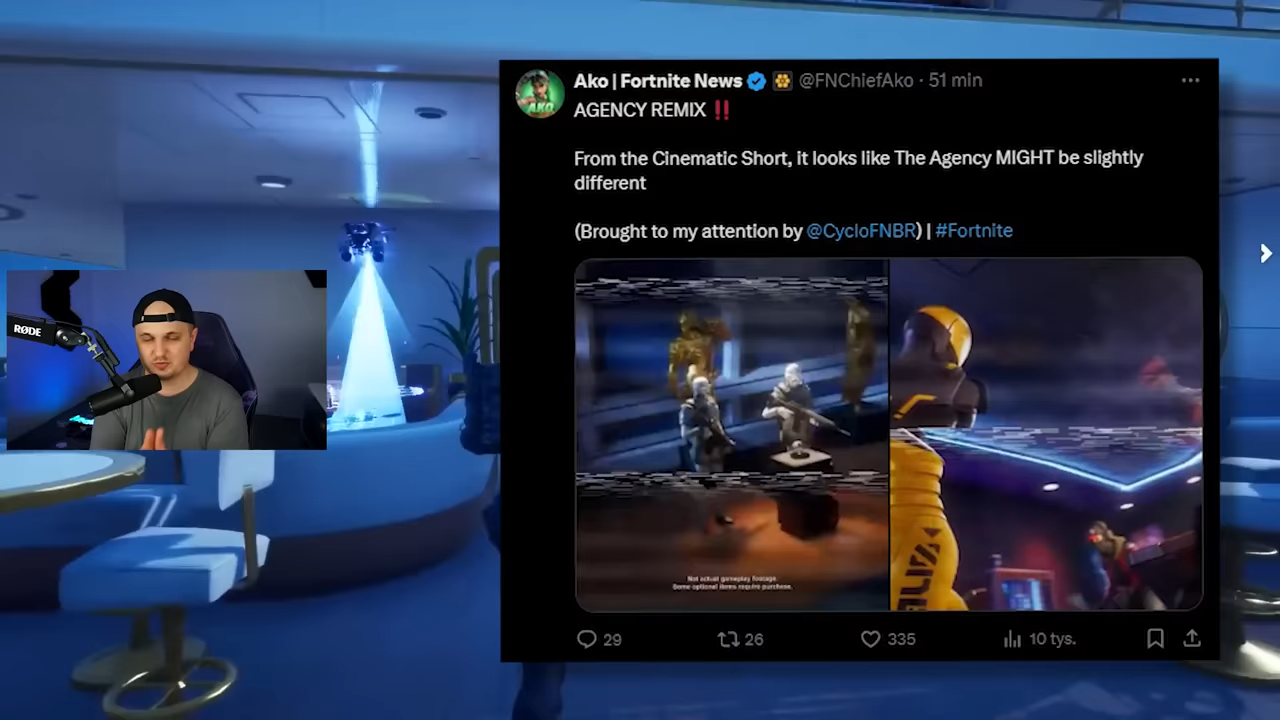 Ako | Fortnite News @FNChiefAko · 51 min
AGENCY REMIX ‼️
From the Cinematic Short, it looks like The Agency MIGHT be slightly
different
(Brought to my attention by @CycloFNBR) | #Fortnite
RØDE
AKO
Not actual gameplay footage.
Some optional items require purchase.
29
26
335
10 tys.